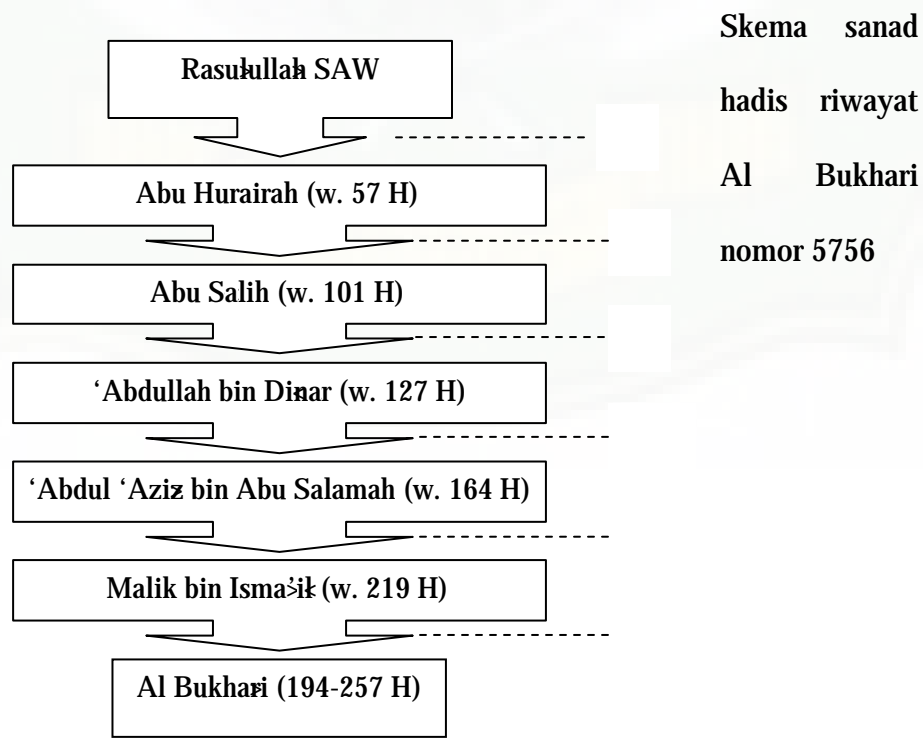 Skema sanad
hadis riwayat
Al Bukhari
nomor 5756
Rasulullah SAW
Abu Hurairah (w. 57 H)
Abu Salih (w. 101 H)
‘Abdullah bin Dinar (w. 127 H)
‘Abdul ‘Aziz bin Abu Salamah (w. 164 H)
Malik bin Isma’il (w. 219 H)
Al Bukhari (194-257 H)